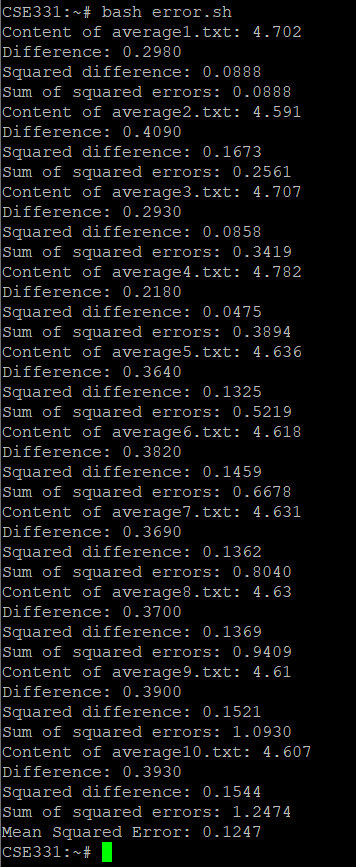 CSE331:~# bash error.sh
Content of average1.txt: 4.702
Difference: 0.2980
Squared difference: 0.0888
Sum of squared errors: 0.0888
Content of average2.txt: 4.591
Difference: 0.4090
Squared difference: 0.1673
Sum of squared errors: 0.2561
Content of average3.txt: 4.707
Difference: 0.2930
Squared difference: 0.0858
Sum of squared errors: 0.3419
Content of average4.txt: 4.782
Difference: 0.2180
Squared difference: 0.0475
Sum of squared errors: 0.3894
Content of average5.txt: 4.636
Difference: 0.3640
Squared difference: 0.1325
Sum of squared errors: 0.5219
Content of average6.txt: 4.618
Difference: 0.3820
Squared difference: 0.1459
Sum of squared errors: 0.6678
Content of average7.txt: 4.631
Difference: 0.3690
Squared difference: 0.1362
Sum of squared errors: 0.8040
Content of average8.txt: 4.63
Difference: 0.3700
Squared difference: 0.1369
Sum of squared errors: 0.9409
Content of average9.txt: 4.61
Difference: 0.3900
Squared difference: 0.1521
Sum of squared errors: 1.0930
Content of average10.txt: 4.607
Difference: 0.3930
Squared difference: 0.1544
Sum of squared errors: 1.2474
Mean Squared Error: 0.1247
CSE331:~#